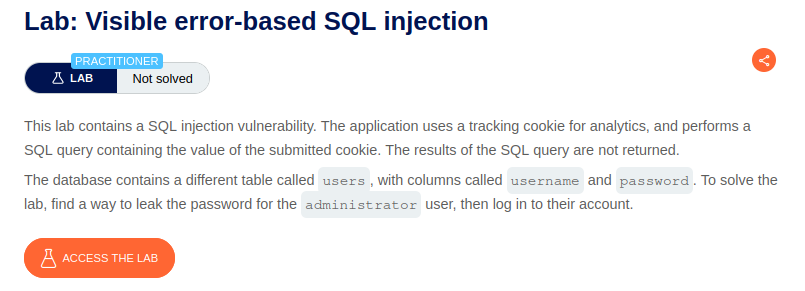 Lab: Visible error-based SQL injection
PRACTITIONER
LAB Not solved
This lab contains a SQL injection vulnerability. The application uses a tracking cookie for analytics, and performs a
SQL query containing the value of the submitted cookie. The results of the SQL query are not returned.
The database contains a different table called users, with columns called username and password. To solve the
lab, find a way to leak the password for the administrator user, then log in to their account.
ACCESS THE LAB